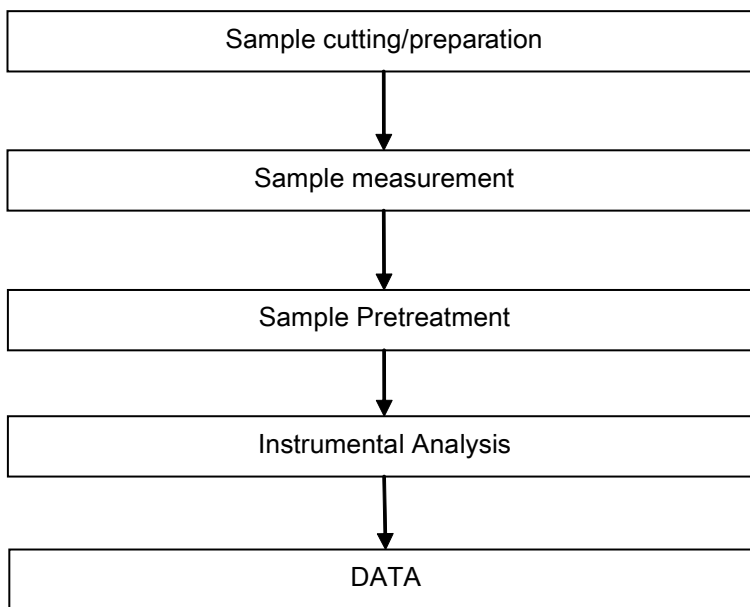 Sample cutting/preparation
Sample measurement
Sample Pretreatment
Instrumental Analysis
DATA